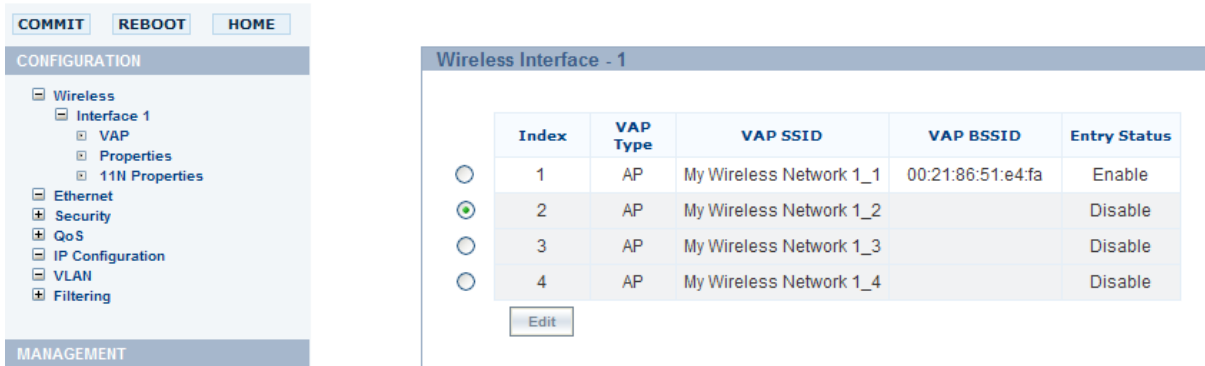 COMMIT REBOOT HOME
CONFIGURATION
Wireless
Interface 1
VAP
Properties
11N Properties
Ethernet
Security
QoS
IP Configuration
VLAN
Filtering
MANAGEMENT
Wireless Interface - 1
Index VAP Type VAP SSID VAP BSSID Entry Status
1 AP My Wireless Network 1_1 00:21:86:51:e4:fa Enable
2 AP My Wireless Network 1_2 Disable
3 AP My Wireless Network 1_3 Disable
4 AP My Wireless Network 1_4 Disable
Edit